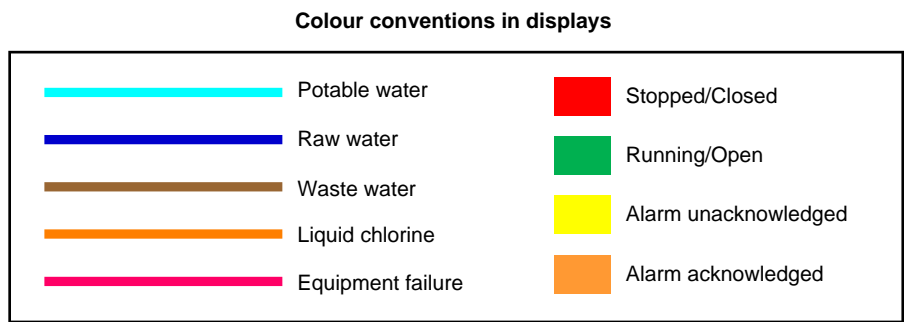 Colour conventions in displays
Potable water
Raw water
Waste water
Liquid chlorine
Equipment failure
Stopped/Closed
Running/Open
Alarm unacknowledged
Alarm acknowledged